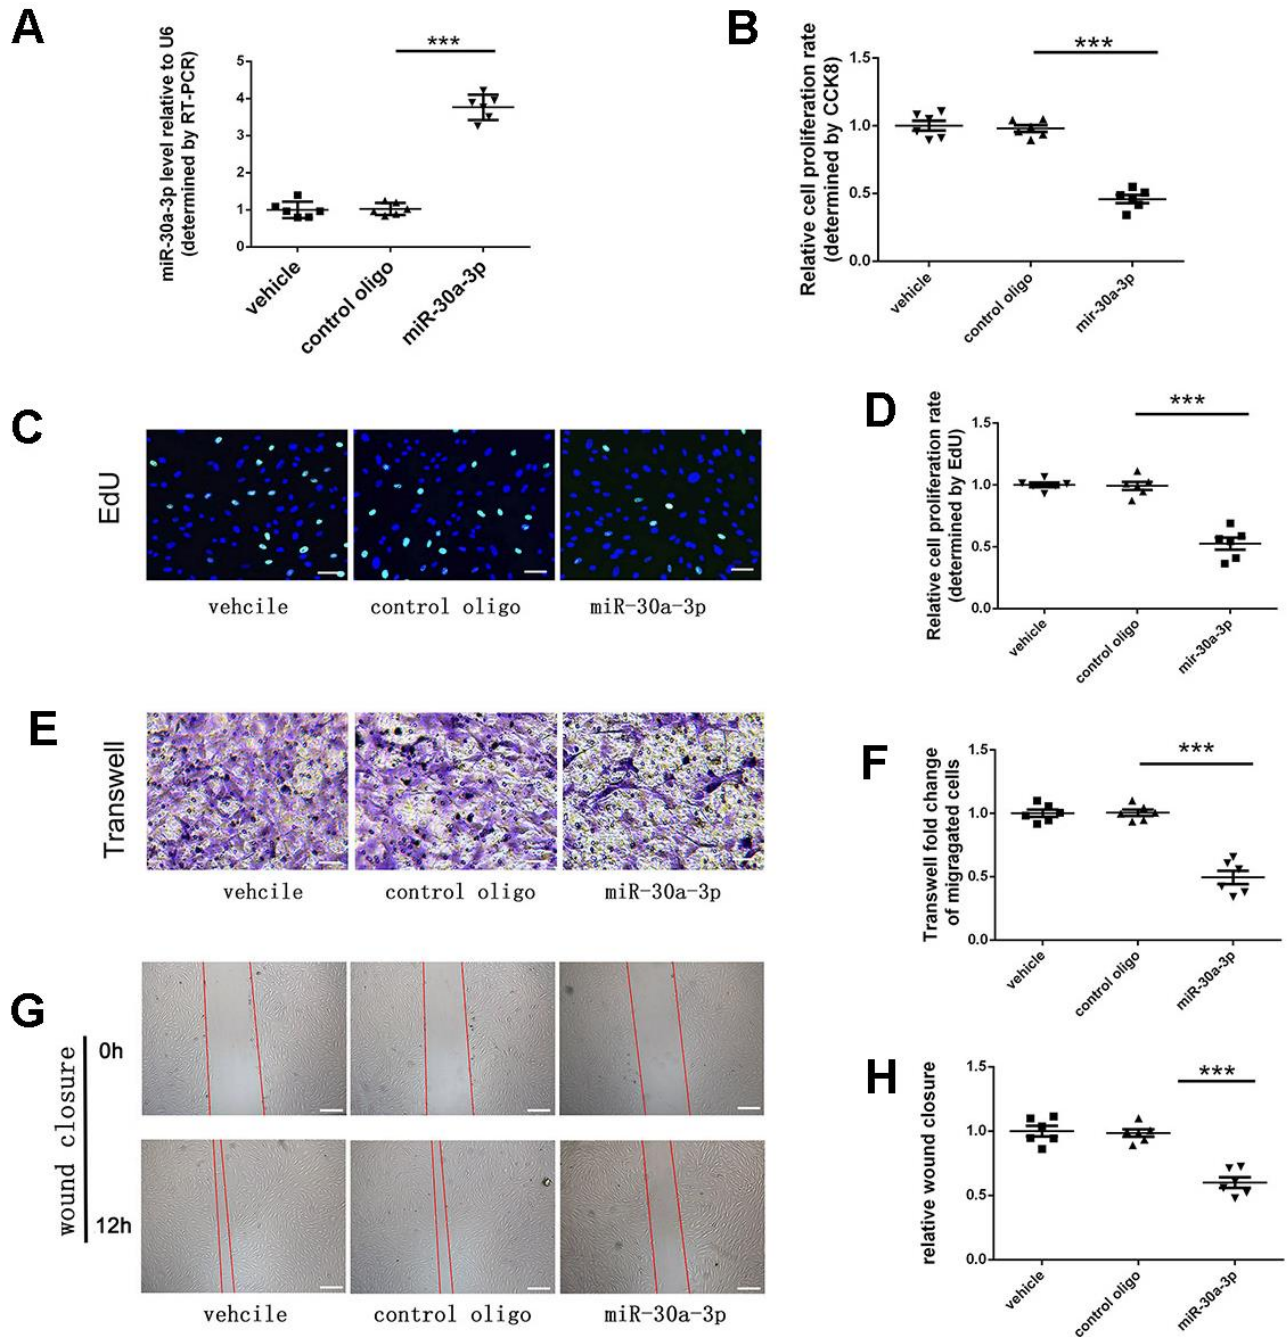 A
miR-30a-3p level relative to U6
(determined by RT-PCR)
***
5
4
3
2
1
0
vehicle
control oligo
miR-30a-3p
B
Relative cell proliferation rate
(determined by CCK8)
***
1.5
1.0
0.5
0.0
vehicle
control oligo
mir-30a-3p
C
EdU
vehcile
control oligo
miR-30a-3p
D
Relative cell proliferation rate
(determined by EdU)
***
1.5
1.0
0.5
0.0
vehicle
control oligo
mir-30a-3p
E
Transwell
vehcile
control oligo
miR-30a-3p
F
Transwell fold change
of migragated cells
***
1.5
1.0
0.5
0.0
vehicle
control oligo
miR-30a-3p
G
wound closure
0h
12h
vehcile
control oligo
miR-30a-3p
H
relative wound closure
***
1.5
1.0
0.5
0.0
vehicle
control oligo
miR-30a-3p